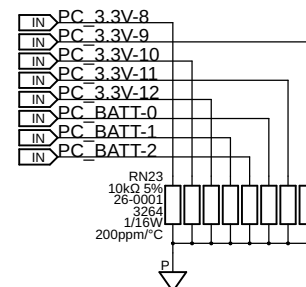 IN PC_3.3V-8
IN PC_3.3V-9
IN PC_3.3V-10
IN PC_3.3V-11
IN PC_3.3V-12
IN PC_BATT-0
IN PC_BATT-1
IN PC_BATT-2
RN23
10kΩ 5%
26-0001
3264
1/16W
200ppm/°C
P